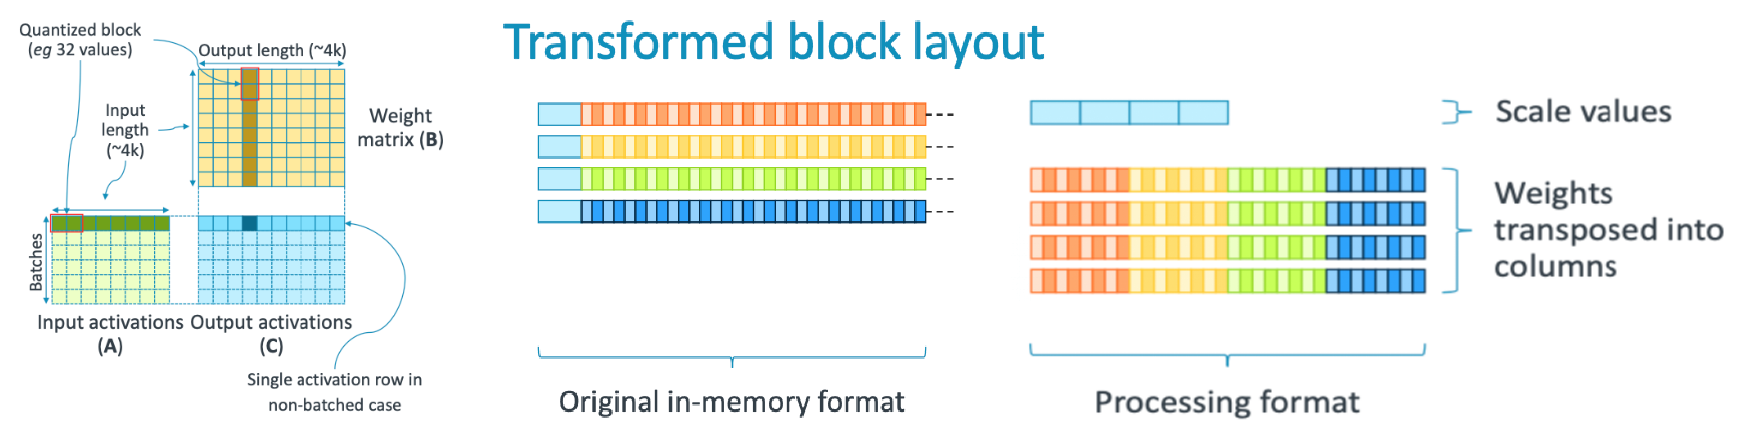 Quantized block
(eg 32 values)
Output length (~4k)
Input
length
(~4k)
Weight
matrix (B)
Batches
Input activations
(A)
Output activations
(C)
Single activation row in
non-batched case
Transformed block layout
Original in-memory format
Scale values
Weights
transposed into
columns
Processing format